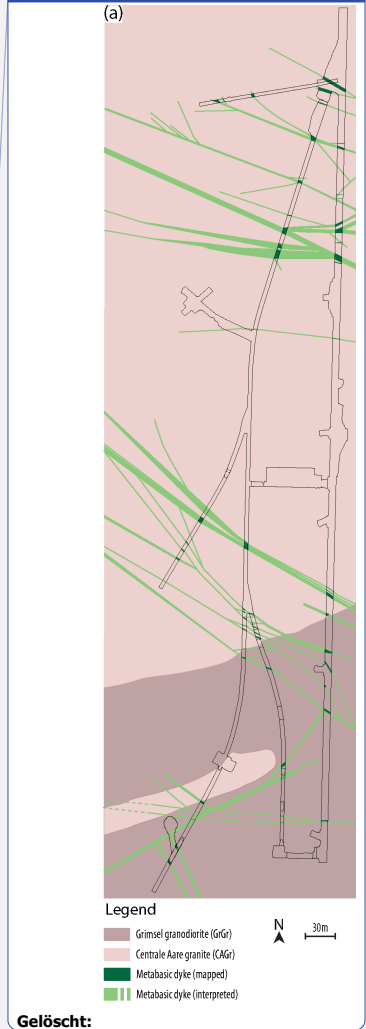 (a)
Legend
Grimsel granodiorite (GrGr)
Centrale Aare granite (CAGr)
Metabasic dyke (mapped)
Metabasic dyke (interpreted)
N
30m
Gelöscht: